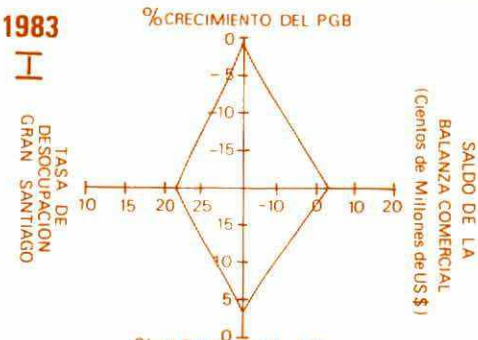 1983
I
% CRECIMIENTO DEL PGB
0
-5
-10
-15
TASA DE
DESOCUPACION
GRAN SANTIAGO
10 15 20 25 -10 0 10 20
SALDO DE LA
BALANZA COMERCIAL
(Cientos de Millones de US $)
15
10
5
0